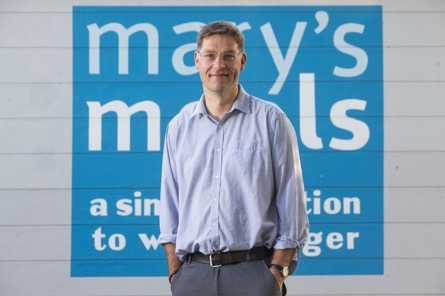 mary's
m ls
a sim tion
to w ger